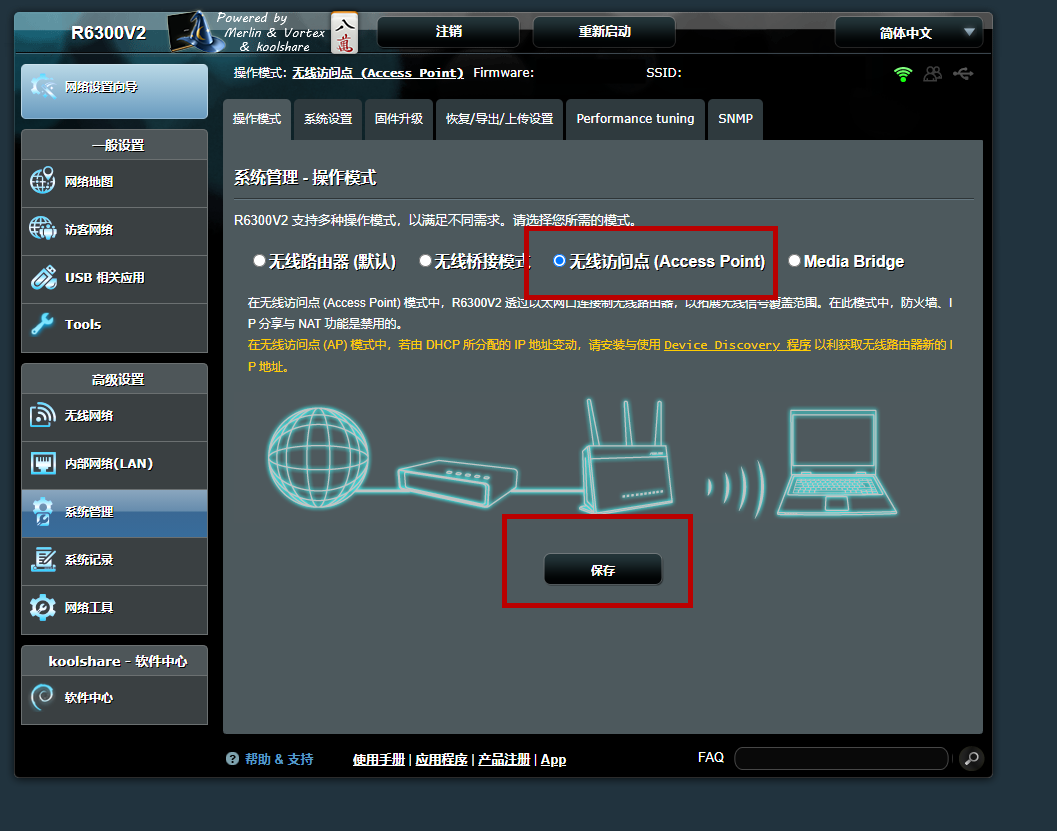 R6300V2
Powered by
Merlin & Vortex
& koolshare
八萬
注销
重新启动
简体中文
操作模式: 无线访问点 (Access Point) Firmware: SSID:
网络设置向导
一般设置
网络地图
访客网络
USB 相关应用
Tools
高级设置
无线网络
内部网络(LAN)
系统管理
系统记录
网络工具
koolshare - 软件中心
软件中心
操作模式 系统设置 固件升级 恢复/导出/上传设置 Performance tuning SNMP
系统管理 - 操作模式
R6300V2 支持多种操作模式，以满足不同需求。请选择您所需的模式。
无线路由器 (默认) 无线桥接模式 无线访问点 (Access Point) Media Bridge
在无线访问点 (Access Point) 模式中，R6300V2 透过以太网口连接制无线路由器，以拓展无线信号覆盖范围。在此模式中，防火墙、I
P 分享与 NAT 功能是禁用的。
在无线访问点 (AP) 模式中，若由 DHCP 所分配的 IP 地址变动，请安装与使用 Device Discovery 程序 以利获取无线路由器新的 I
P 地址。
保存
帮助 & 支持 使用手册 | 应用程序 | 产品注册 | App FAQ